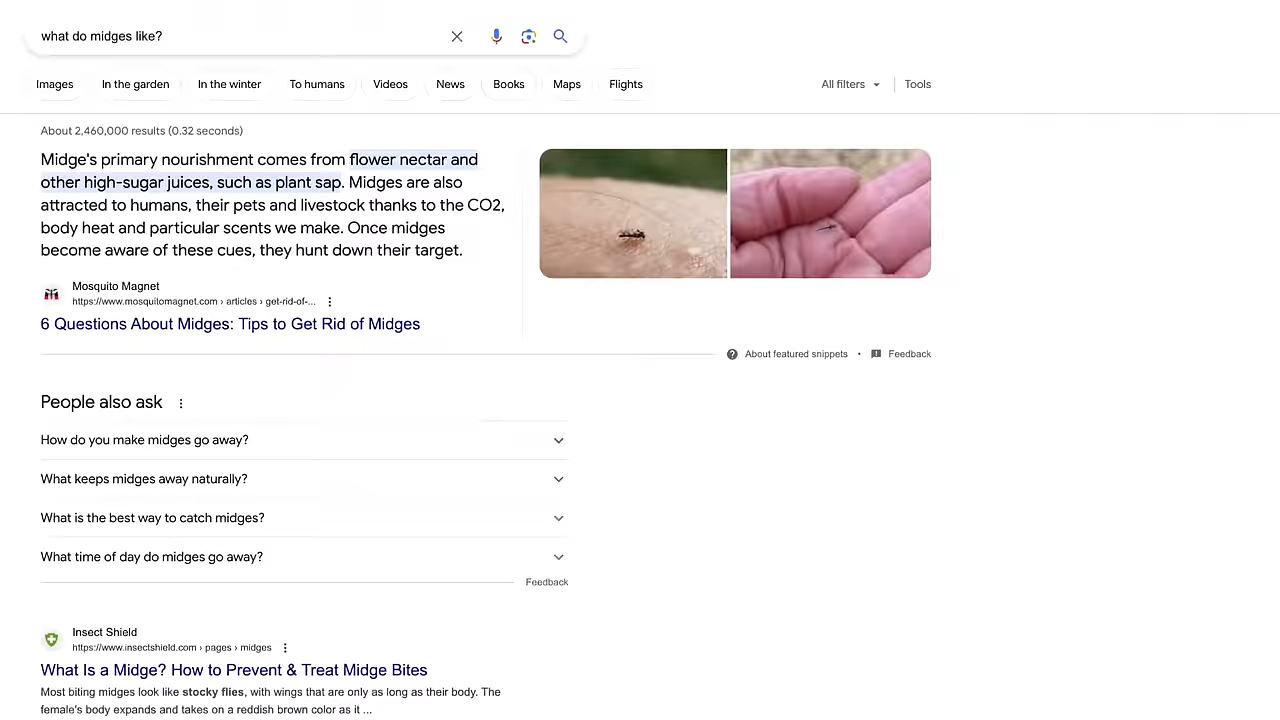 what do midges like?
Images In the garden In the winter To humans Videos News Books Maps Flights All filters Tools
About 2,460,000 results (0.32 seconds)
Midge's primary nourishment comes from flower nectar and
other high-sugar juices, such as plant sap. Midges are also
attracted to humans, their pets and livestock thanks to the CO2,
body heat and particular scents we make. Once midges
become aware of these cues, they hunt down their target.
Mosquito Magnet
https://www.mosquitomagnet.com › articles › get-rid-of-...
6 Questions About Midges: Tips to Get Rid of Midges
About featured snippets • Feedback
People also ask
How do you make midges go away?
What keeps midges away naturally?
What is the best way to catch midges?
What time of day do midges go away?
Feedback
Insect Shield
https://www.insectshield.com › pages › midges
What Is a Midge? How to Prevent & Treat Midge Bites
Most biting midges look like stocky flies, with wings that are only as long as their body. The
female's body expands and takes on a reddish brown color as it ...